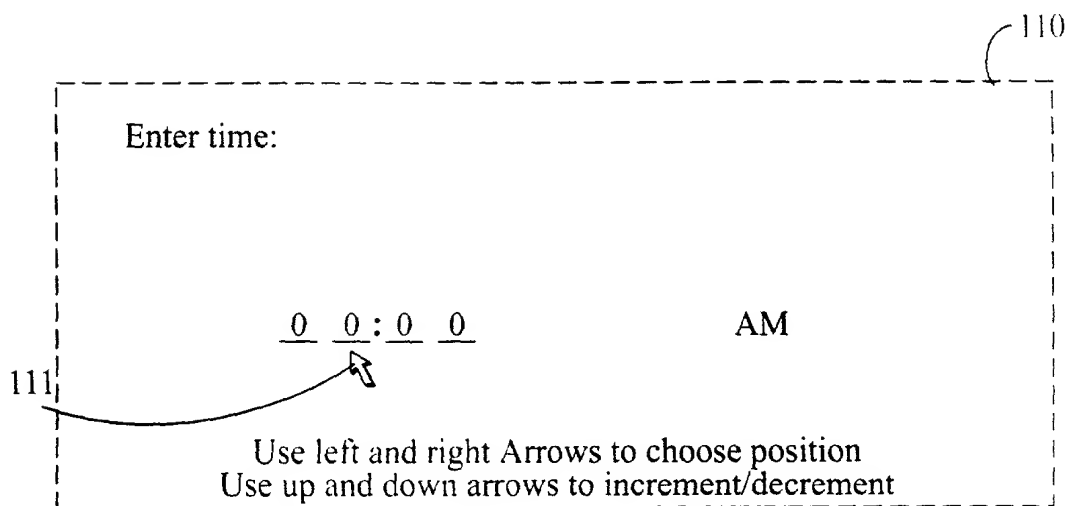 110
Enter time:
0 0:0 0 AM
111
Use left and right Arrows to choose position
Use up and down arrows to increment/decrement